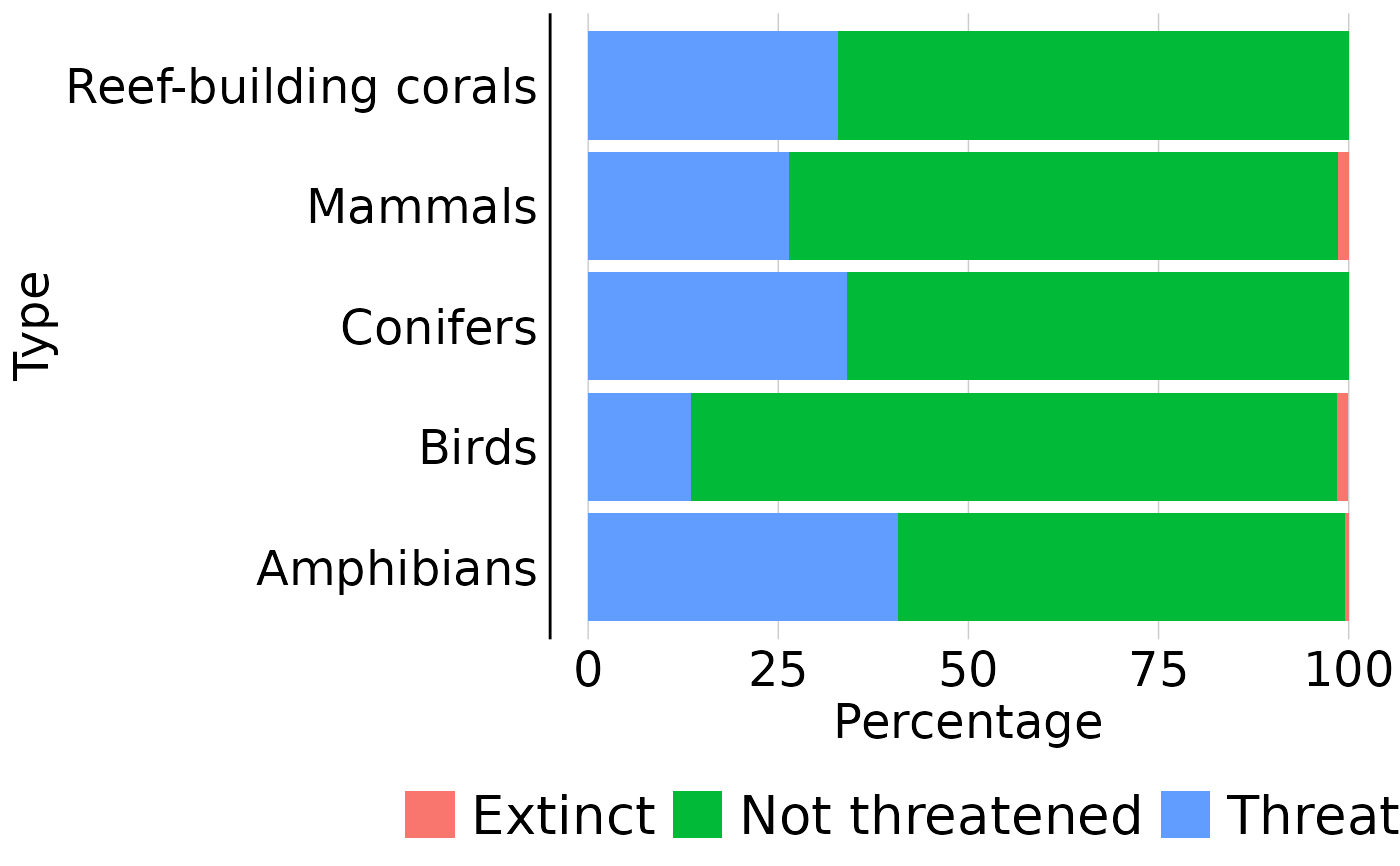 Type
Reef-building corals
Mammals
Conifers
Birds
Amphibians
0 25 50 75 100
Percentage
Extinct Not threatened Threat